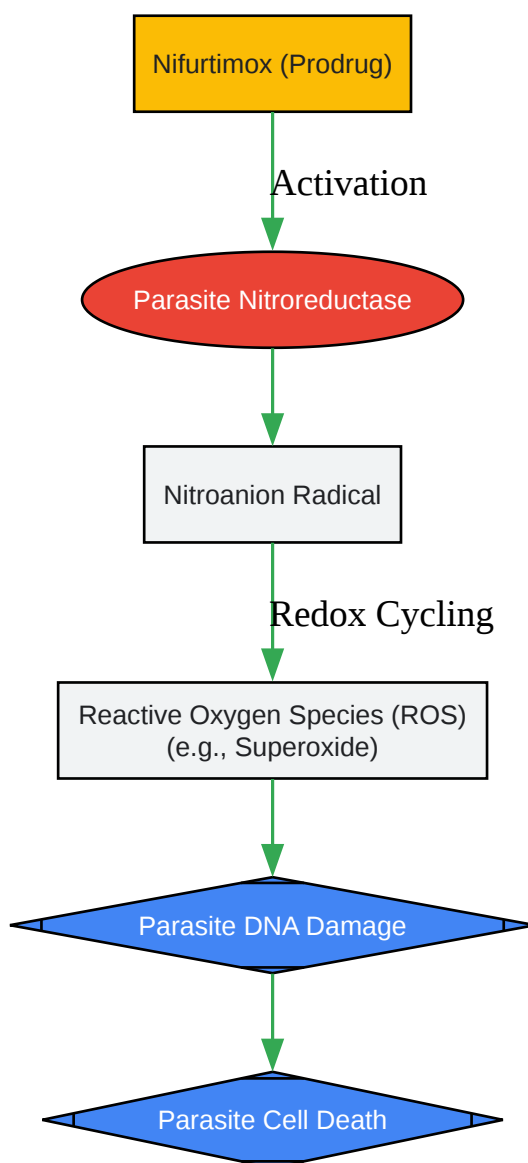 Nifurtimox (Prodrug)
Activation
Parasite Nitroreductase
Nitroanion Radical
Redox Cycling
Reactive Oxygen Species (ROS)
(e.g., Superoxide)
Parasite DNA Damage
Parasite Cell Death